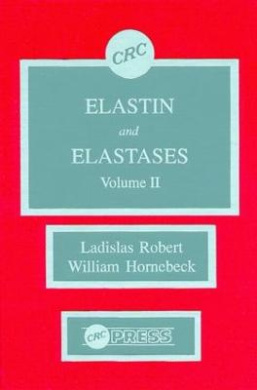 CRC
ELASTIN
and
ELASTASES
Volume II
Ladislas Robert
William Hornebeck
CRC PRESS